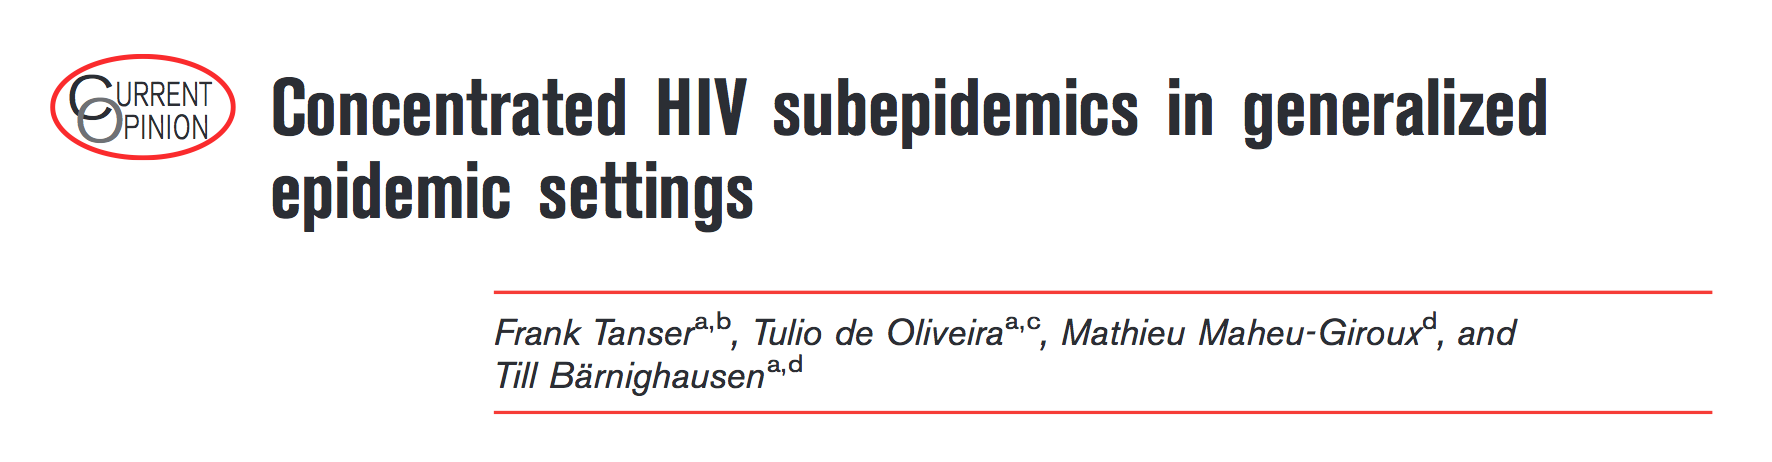 CURRENT
OPINION
Concentrated HIV subepidemics in generalized
epidemic settings
Frank Tanser^a,b, Tulio de Oliveira^a,c, Mathieu Maheu-Giroux^d, and
Till Bärnighausen^a,d